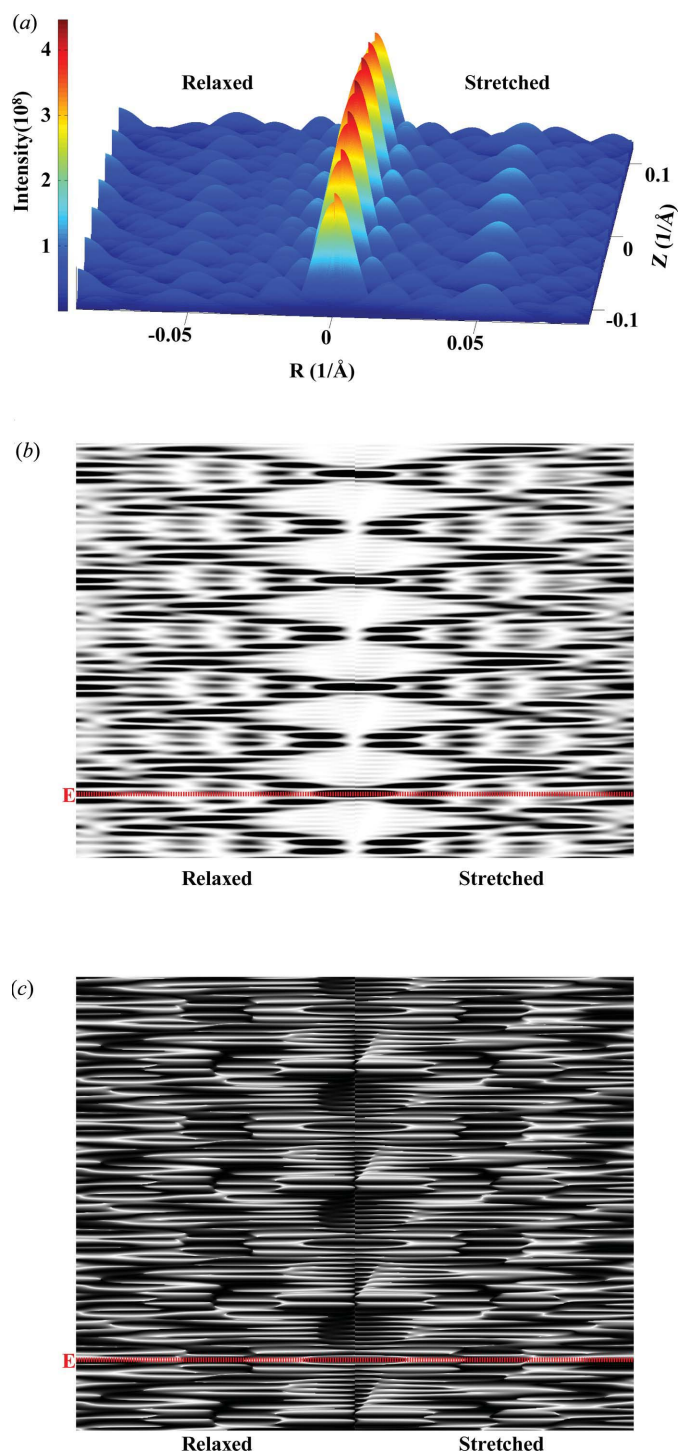 (a)
Relaxed
Stretched
Intensity(10⁸)
4
3
2
1
0.1
0
-0.1
Z (1/Å)
-0.05
0
0.05
R (1/Å)
(b)
E
Relaxed
Stretched
(c)
E
Relaxed
Stretched